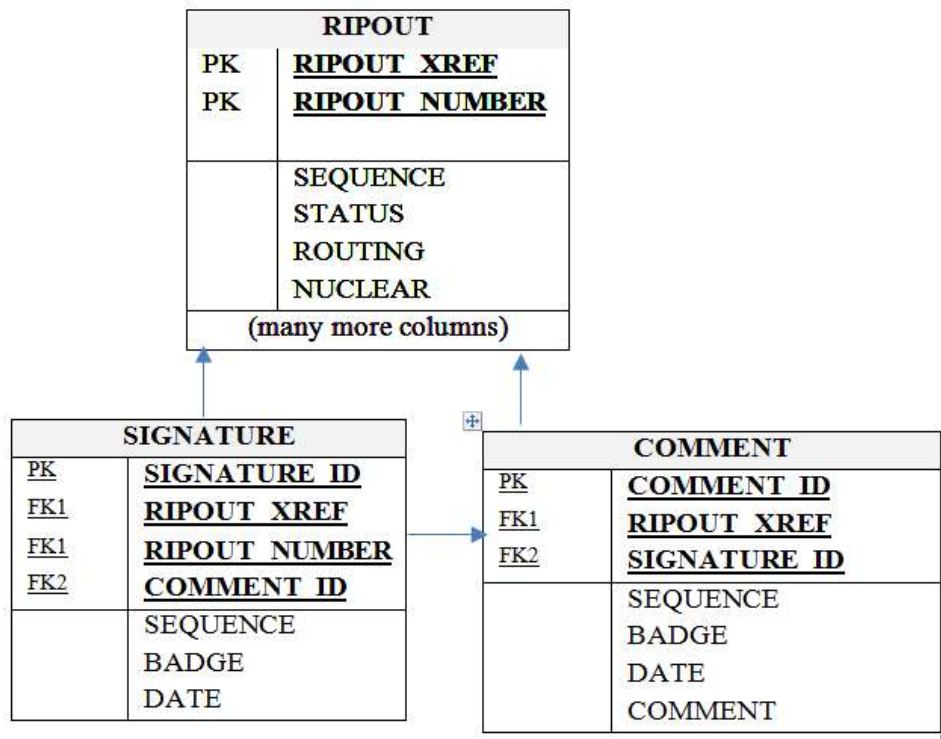 RIPOUT
PK RIPOUT_XREF
PK RIPOUT_NUMBER
SEQUENCE
STATUS
ROUTING
NUCLEAR
(many more columns)
SIGNATURE
PK SIGNATURE_ID
FK1 RIPOUT_XREF
FK1 RIPOUT_NUMBER
FK2 COMMENT_ID
SEQUENCE
BADGE
DATE
COMMENT
PK COMMENT_ID
FK1 RIPOUT_XREF
FK2 SIGNATURE_ID
SEQUENCE
BADGE
DATE
COMMENT